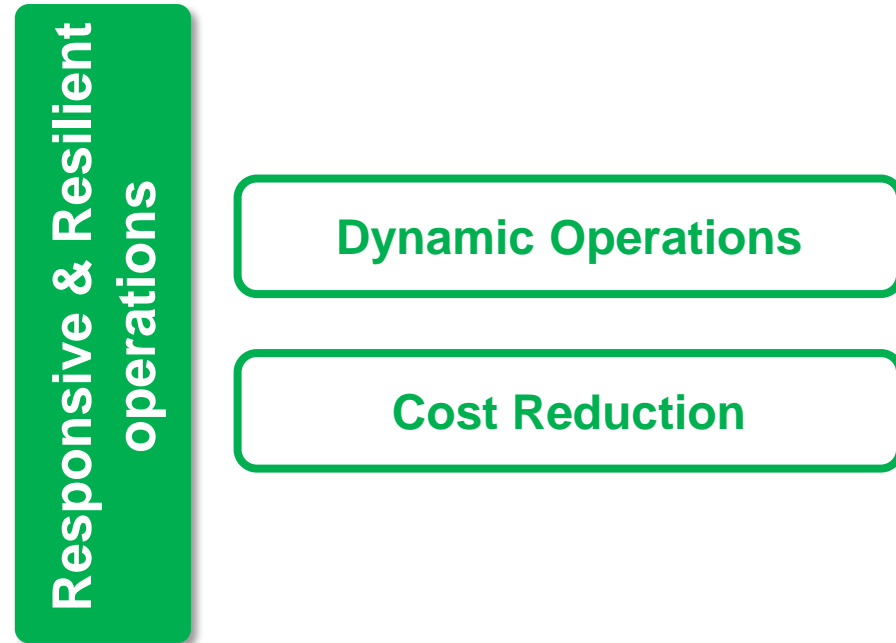 Responsive & Resilient
operations
Dynamic Operations
Cost Reduction